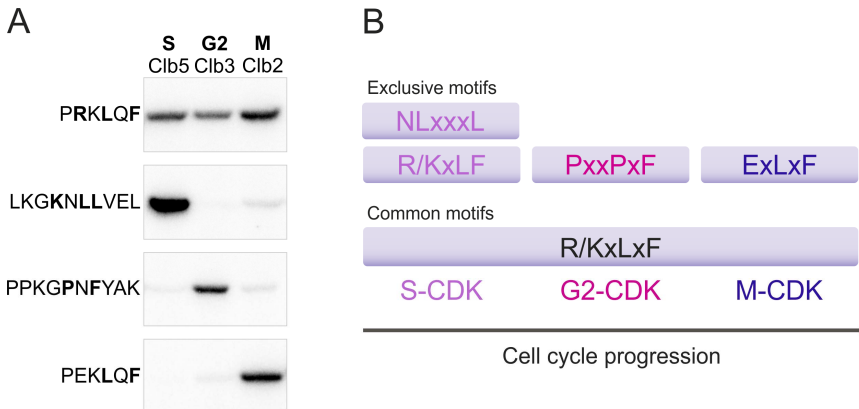 A
S G2 M
Clb5 Clb3 Clb2
PRKLQF
LKGKNLLVEL
PPKGPNFYAK
PEKLQF
B
Exclusive motifs
NLxxxL
R/KxLF PxxPxF ExLxF
Common motifs
R/KxLxF
S-CDK G2-CDK M-CDK
Cell cycle progression